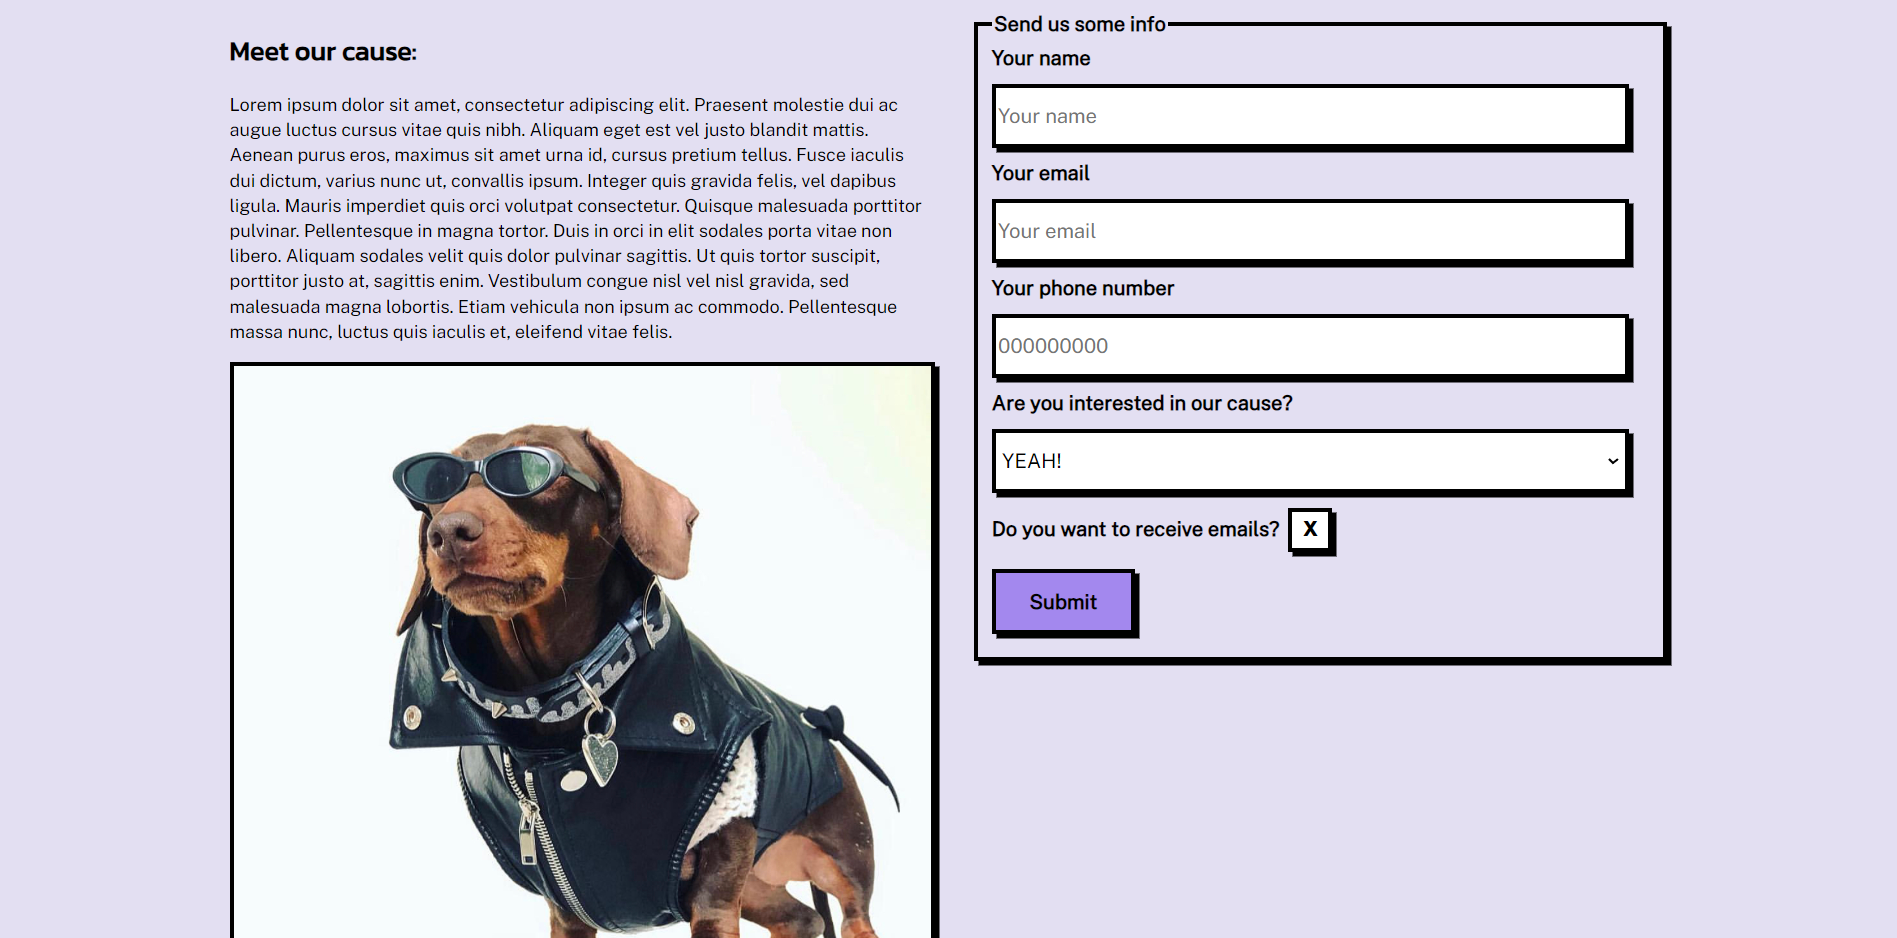 Meet our cause:
Lorem ipsum dolor sit amet, consectetur adipiscing elit. Praesent molestie dui ac
augue luctus cursus vitae quis nibh. Aliquam eget est vel justo blandit mattis.
Aenean purus eros, maximus sit amet urna id, cursus pretium tellus. Fusce iaculis
dui dictum, varius nunc ut, convallis ipsum. Integer quis gravida felis, vel dapibus
ligula. Mauris imperdiet quis orci volutpat consectetur. Quisque malesuada porttitor
pulvinar. Pellentesque in magna tortor. Duis in orci in elit sodales porta vitae non
libero. Aliquam sodales velit quis dolor pulvinar sagittis. Ut quis tortor suscipit,
porttitor justo at, sagittis enim. Vestibulum congue nisl vel nisl gravida, sed
malesuada magna lobortis. Etiam vehicula non ipsum ac commodo. Pellentesque
massa nunc, luctus quis iaculis et, eleifend vitae felis.
Send us some info
Your name
Your name
Your email
Your email
Your phone number
000000000
Are you interested in our cause?
YEAH!
Do you want to receive emails? X
Submit